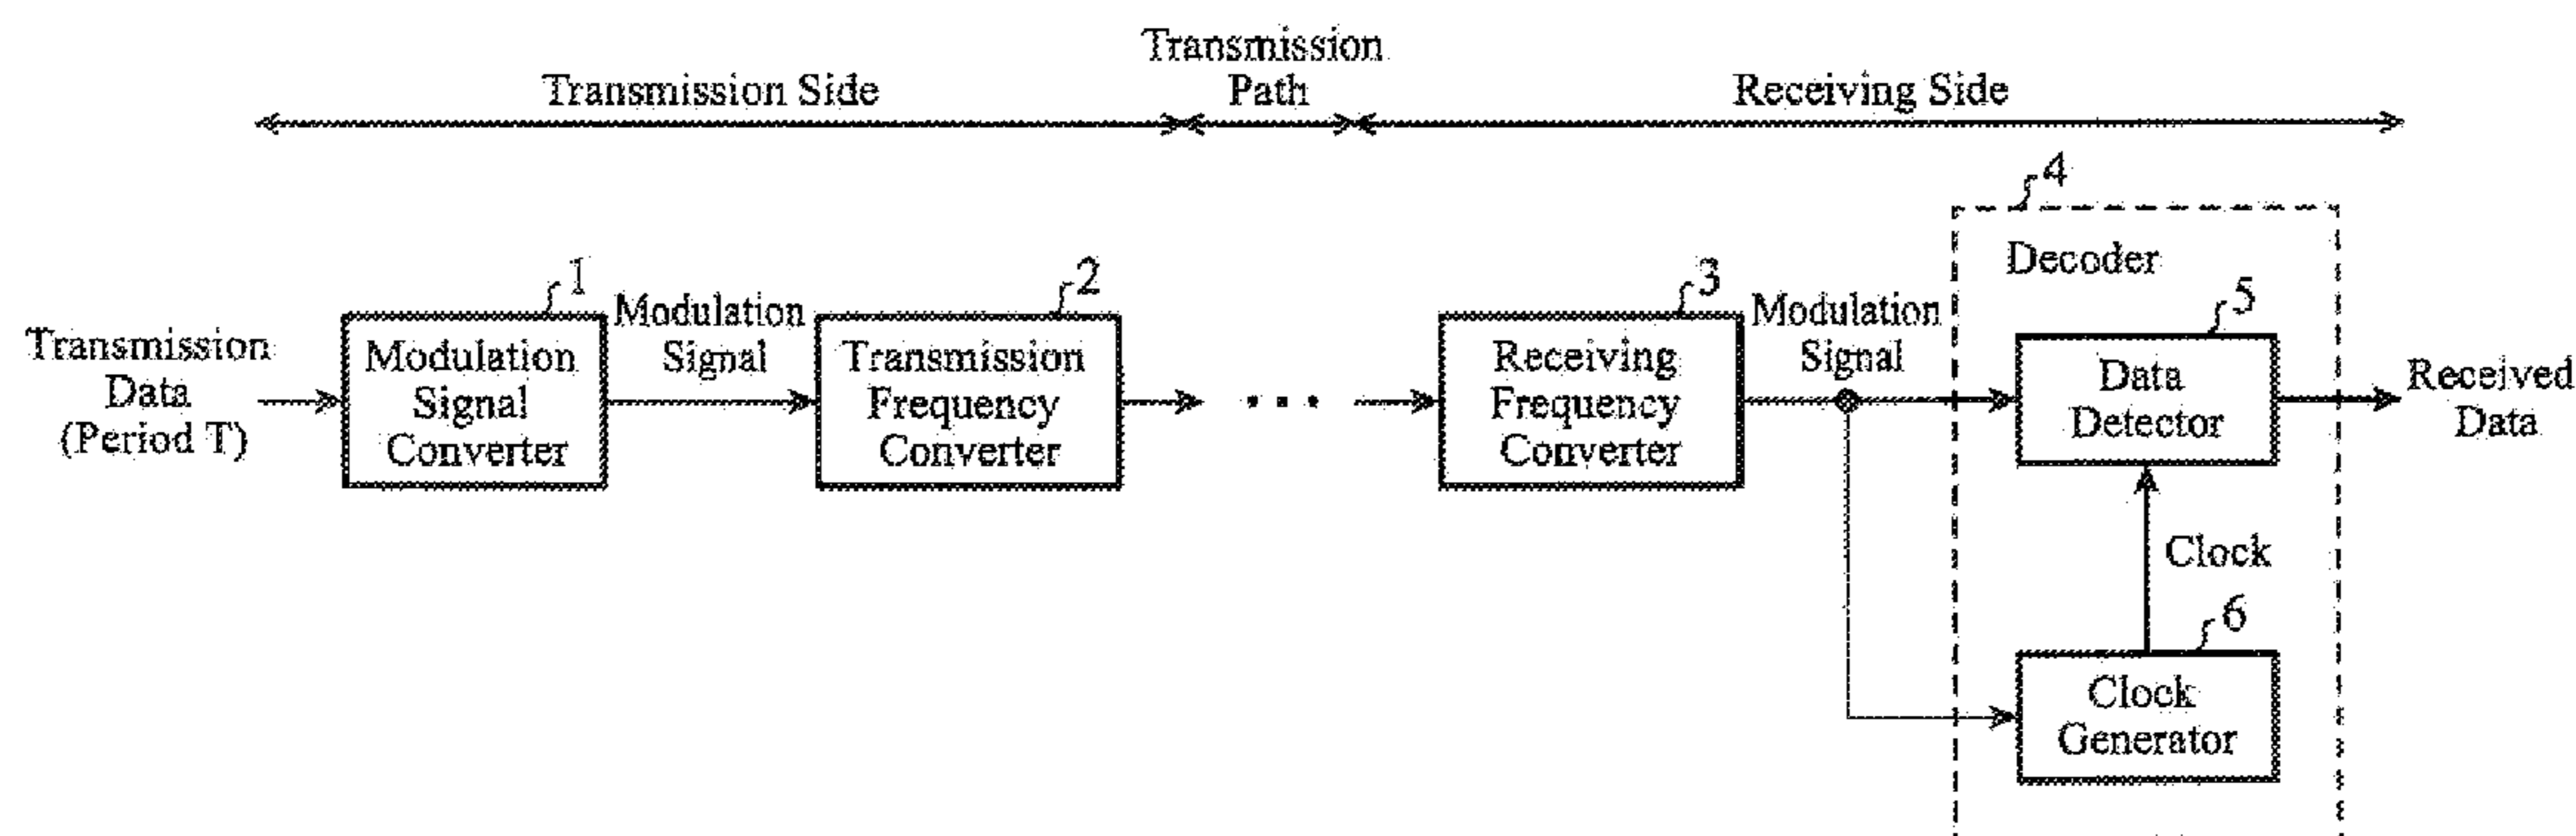 Transmission
Path
Transmission Side
Receiving Side
4
Decoder
1
Modulation
Signal
2
3
Modulation
Signal
5
Transmission
Data
(Period T)
Modulation
Signal
Converter
Transmission
Frequency
Converter
...
Receiving
Frequency
Converter
Data
Detector
Received
Data
Clock
6
Clock
Generator